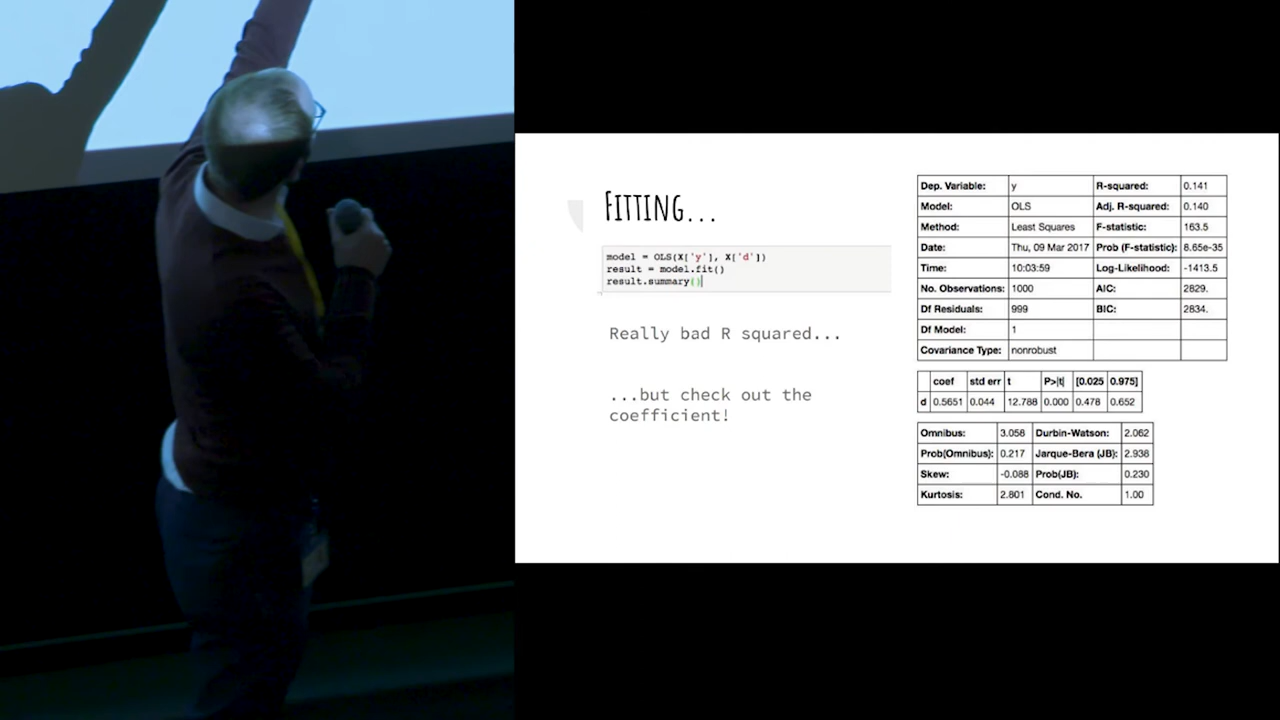 FITTING...
model = OLS(X['y'], X['d'])
result = model.fit()
result.summary()
Really bad R squared...
...but check out the
coefficient!
Dep. Variable: y R-squared: 0.141
Model: OLS Adj. R-squared: 0.140
Method: Least Squares F-statistic: 163.5
Date: Thu, 09 Mar 2017 Prob (F-statistic): 8.65e-35
Time: 10:03:59 Log-Likelihood: -1413.5
No. Observations: 1000 AIC: 2829.
Df Residuals: 999 BIC: 2834.
Df Model: 1
Covariance Type: nonrobust
coef std err t P>|t| [0.025 0.975]
d 0.5651 0.044 12.788 0.000 0.478 0.652
Omnibus: 3.058 Durbin-Watson: 2.062
Prob(Omnibus): 0.217 Jarque-Bera (JB): 2.938
Skew: -0.088 Prob(JB): 0.230
Kurtosis: 2.801 Cond. No. 1.00